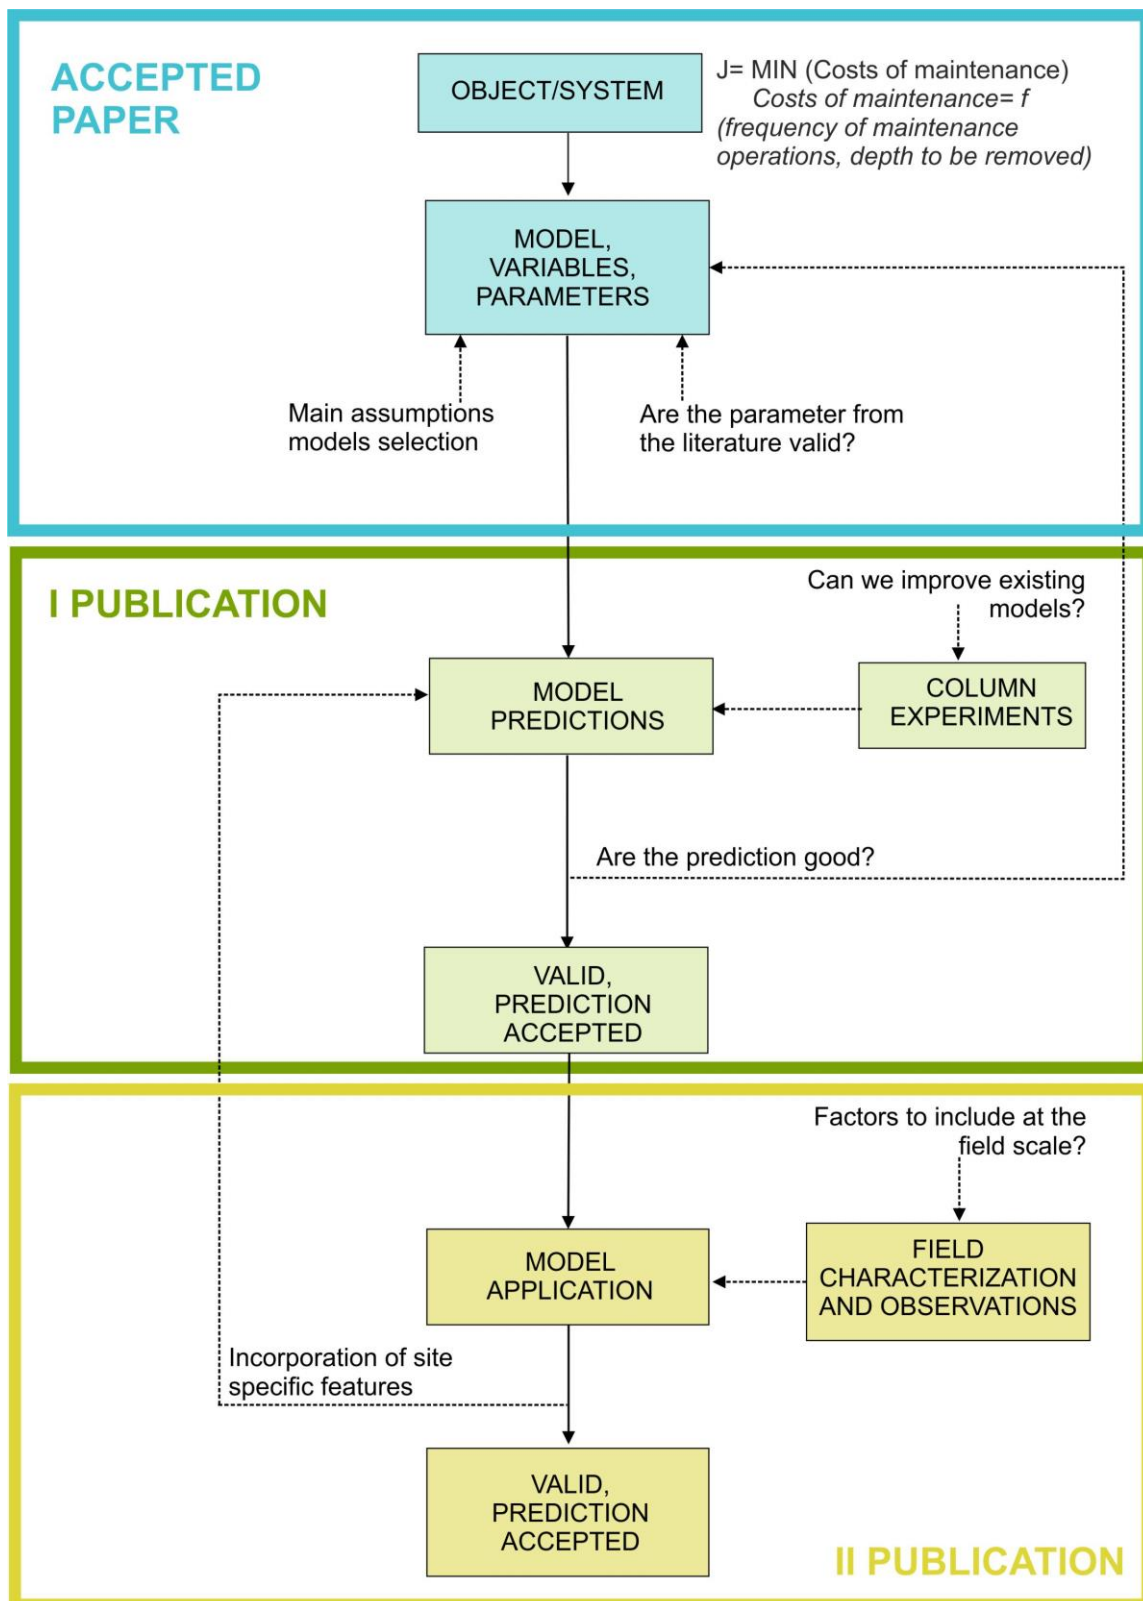 ACCEPTED
PAPER
OBJECT/SYSTEM
J= MIN (Costs of maintenance)
Costs of maintenance= f
(frequency of maintenance
operations, depth to be removed)
MODEL,
VARIABLES,
PARAMETERS
Main assumptions
models selection
Are the parameter from
the literature valid?
I PUBLICATION
Can we improve existing
models?
MODEL
PREDICTIONS
COLUMN
EXPERIMENTS
Are the prediction good?
VALID,
PREDICTION
ACCEPTED
Factors to include at the
field scale?
MODEL
APPLICATION
FIELD
CHARACTERIZATION
AND OBSERVATIONS
Incorporation of site
specific features
VALID,
PREDICTION
ACCEPTED
II PUBLICATION